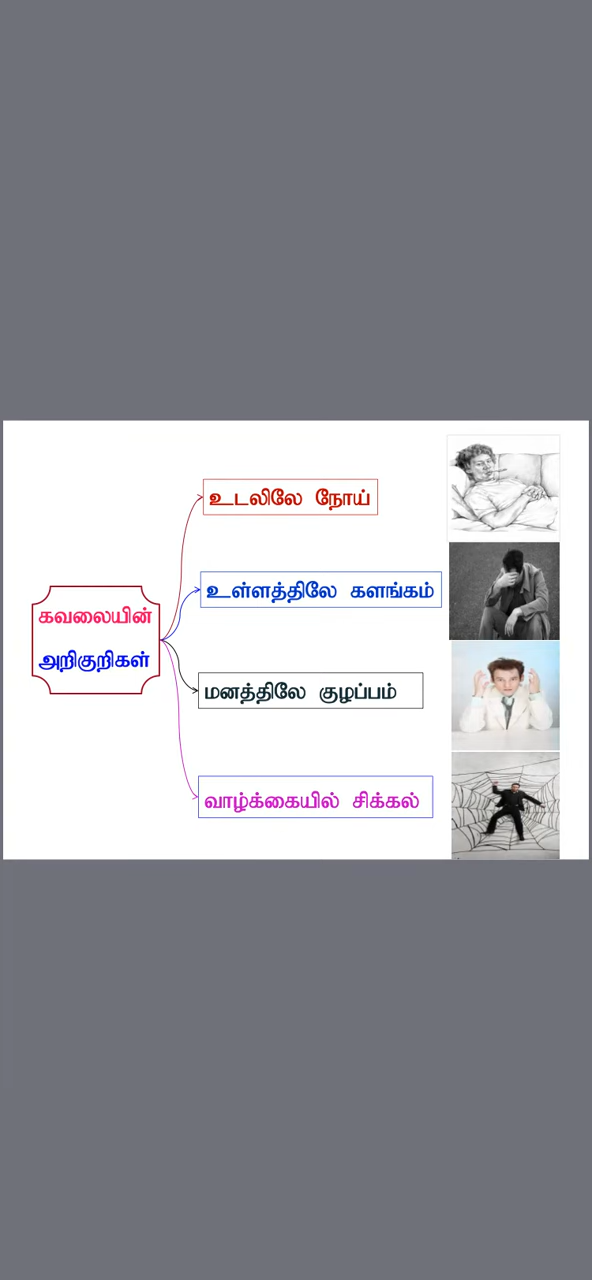 உடலிலே நோய்
உள்ளத்திலே களங்கம்
கவலையின்
அறிகுறிகள்
மனத்திலே குழப்பம்
வாழ்க்கையில் சிக்கல்